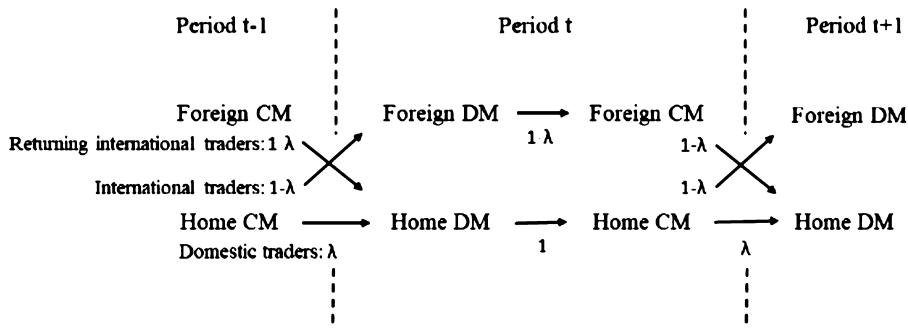 Period t-1 Period t Period t+1
Foreign CM Foreign DM Foreign CM Foreign DM
1-λ
Returning international traders: 1-λ 1-λ
International traders: 1-λ 1-λ
Home CM Home DM Home CM Home DM
Domestic traders: λ 1 λ